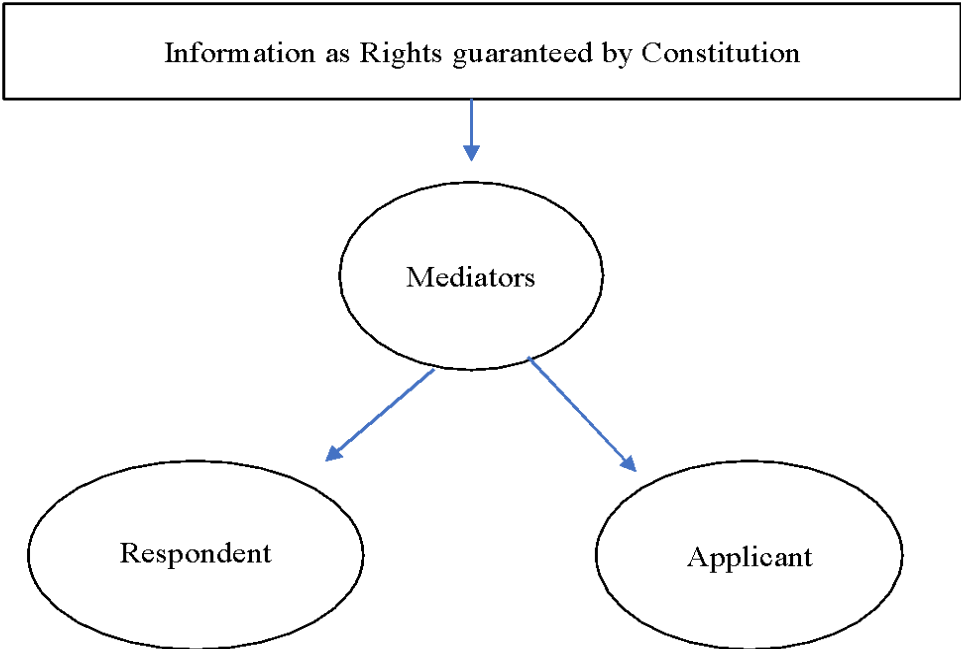 Information as Rights guaranteed by Constitution
Mediators
Respondent
Applicant